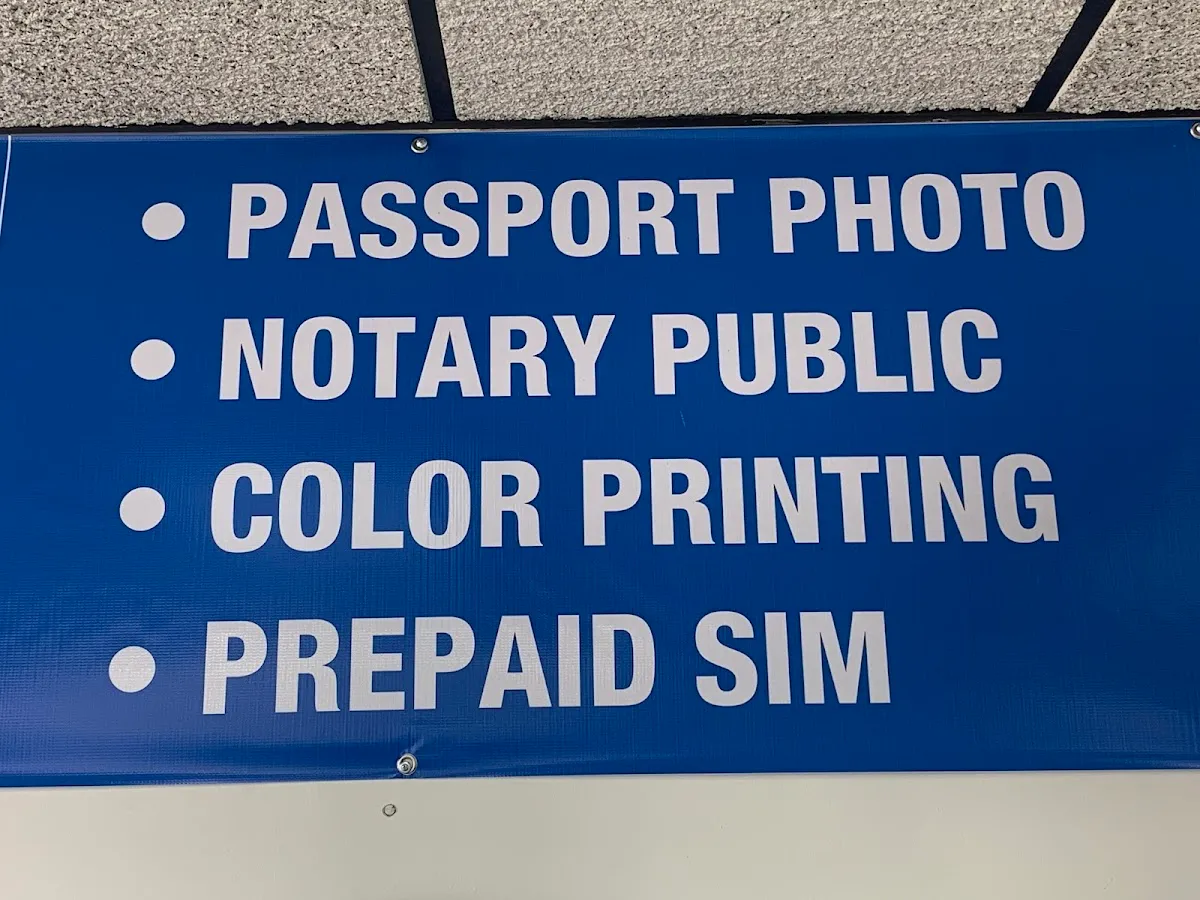 • PASSPORT PHOTO
• NOTARY PUBLIC
• COLOR PRINTING
• PREPAID SIM